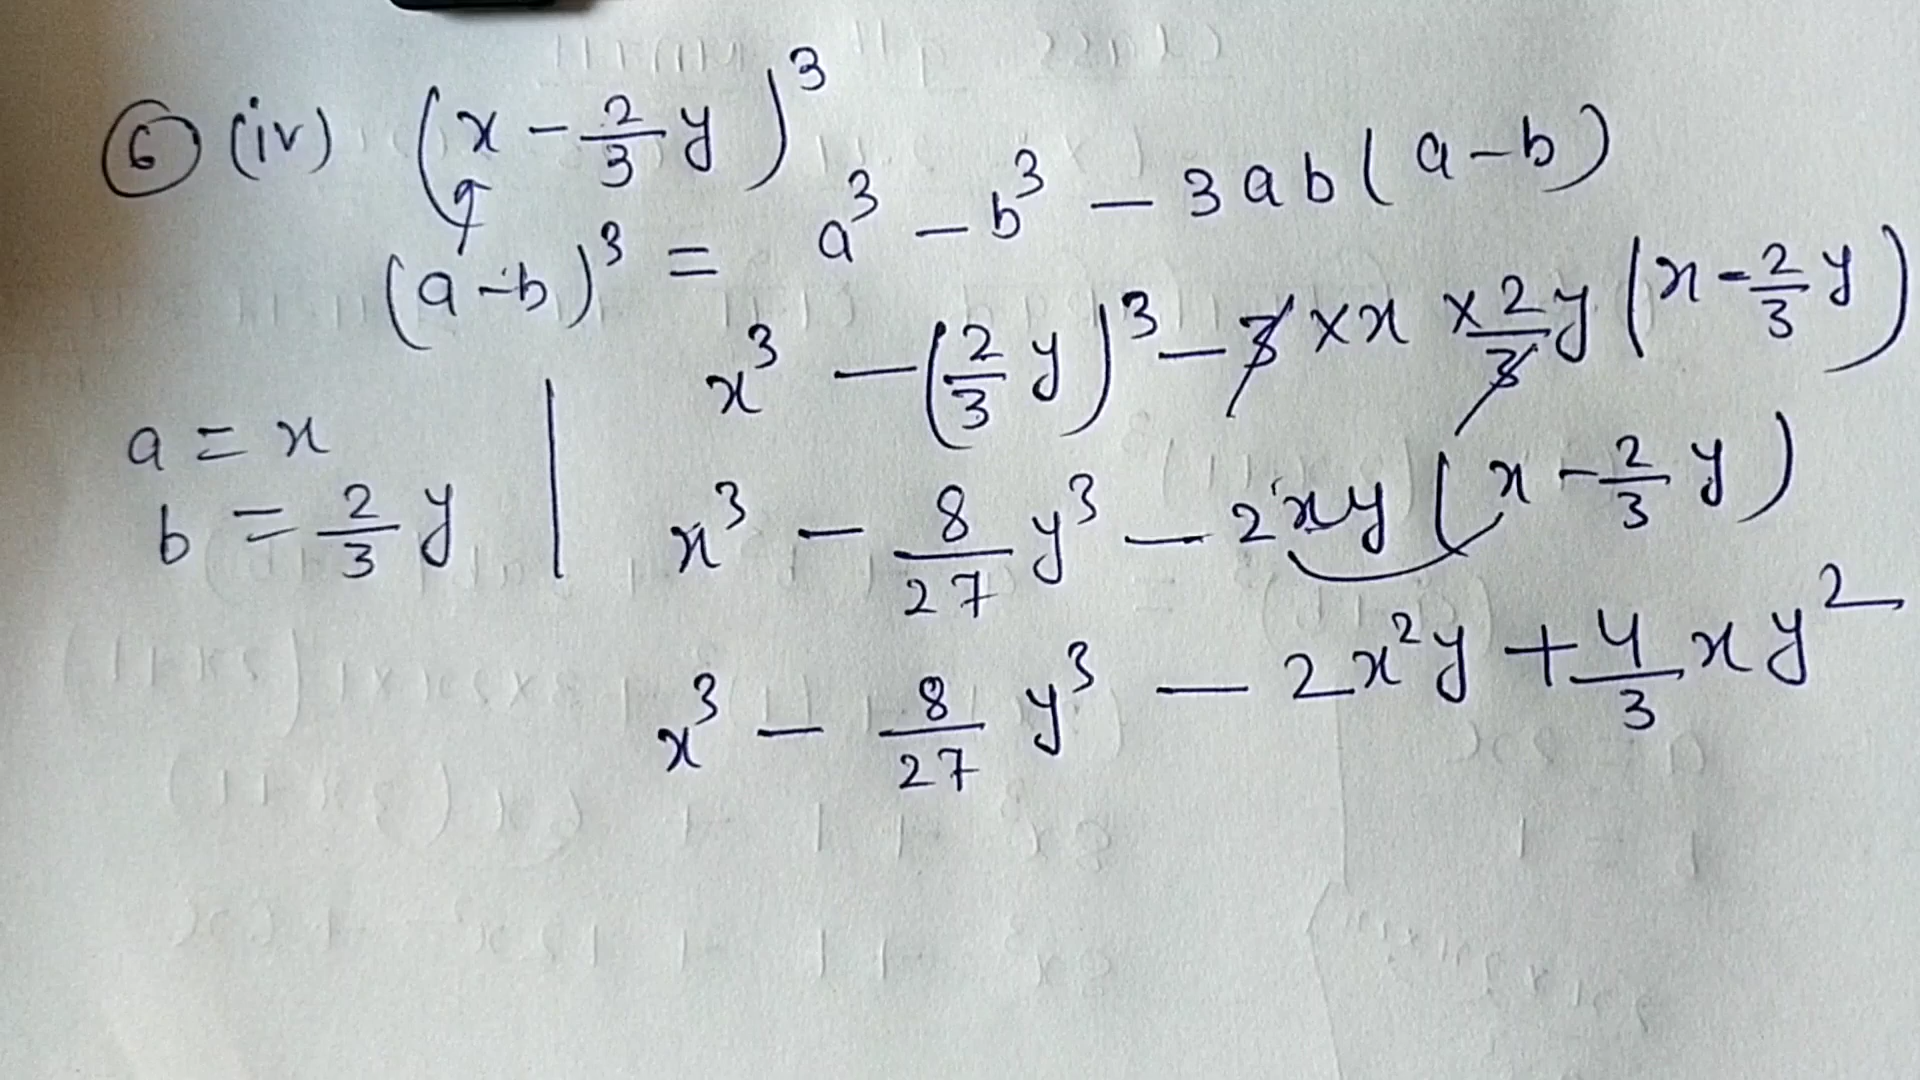 6 (iv) (x - 2/3 y)³
(a-b)³ = a³ - b³ - 3ab(a-b)
x³ - (2/3 y)³ - 3 × x × 2/3 y (x - 2/3 y)
a = x
b = 2/3 y
x³ - 8/27 y³ - 2xy (x - 2/3 y)
x³ - 8/27 y³ - 2x²y + 4/3 xy²